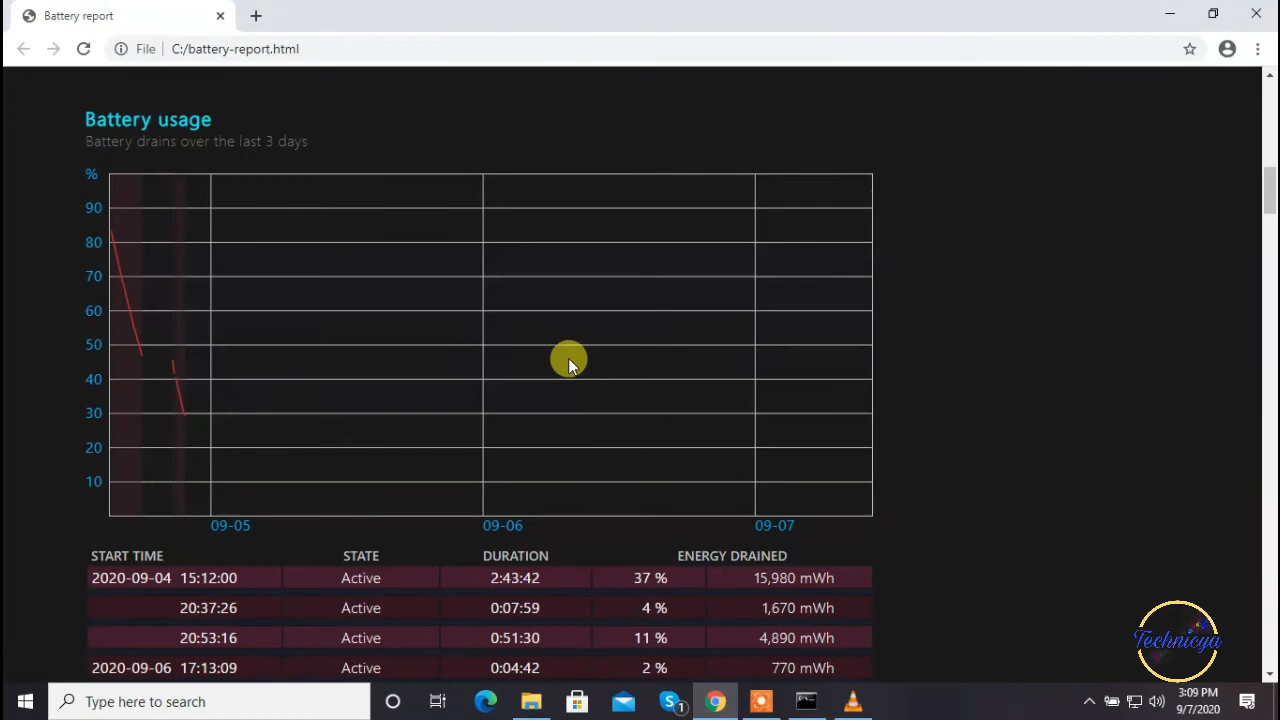 Battery report
File C:/battery-report.html
Battery usage
Battery drains over the last 3 days
%
90
80
70
60
50
40
30
20
10
09-05 09-06 09-07
START TIME STATE DURATION ENERGY DRAINED
2020-09-04 15:12:00 Active 2:43:42 37 % 15,980 mWh
20:37:26 Active 0:07:59 4 % 1,670 mWh
20:53:16 Active 0:51:30 11 % 4,890 mWh
2020-09-06 17:13:09 Active 0:04:42 2 % 770 mWh
Technicya
Type here to search
S 1
3:09 PM
9/7/2020